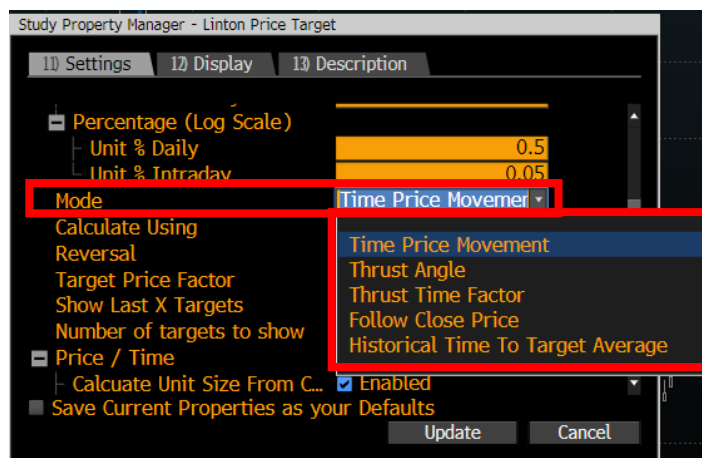 Study Property Manager - Linton Price Target
11) Settings 12) Display 13) Description
Percentage (Log Scale)
Unit % Daily 0.5
Unit % Intraday 0.05
Mode Time Price Movemer
Calculate Using
Time Price Movement
Reversal
Thrust Angle
Target Price Factor
Thrust Time Factor
Show Last X Targets
Follow Close Price
Number of targets to show
Historical Time To Target Average
Price / Time
Calcuate Unit Size From C... Enabled
Save Current Properties as your Defaults
Update Cancel